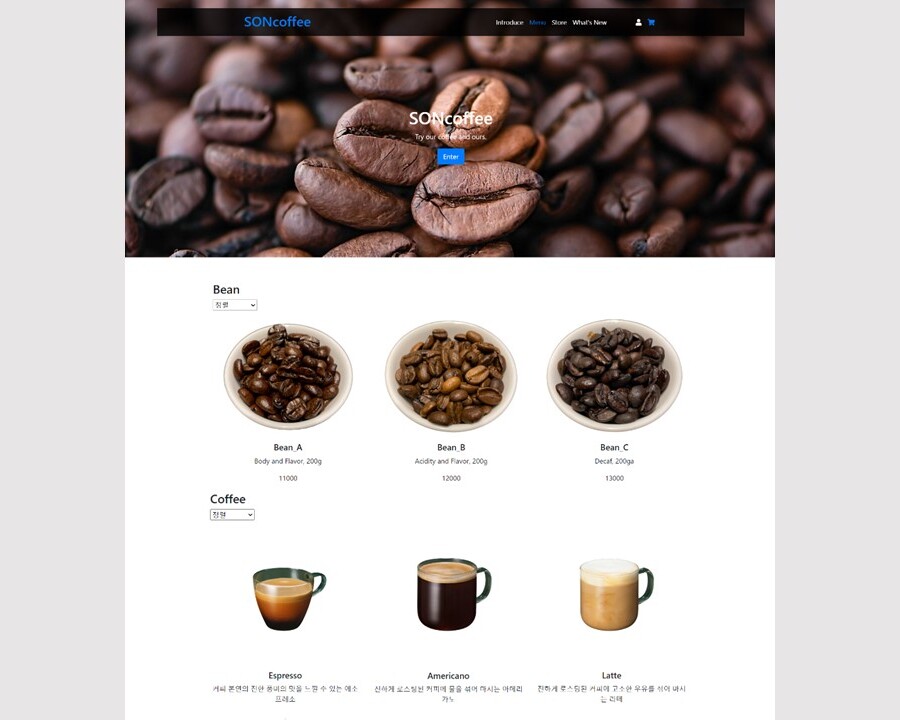 SONcoffee
Introduce Menu Store What's New
SONcoffee
Try our coffee and ours.
Enter
Bean
정렬
Bean_A
Body and Flavor, 200g
11000
Bean_B
Acidity and Flavor, 200g
12000
Bean_C
Decaf, 200ga
13000
Coffee
정렬
Espresso
커피 본연의 진한 풍미의 맛을 느낄 수 있는 에스
프레소
Americano
진하게 로스팅된 커피에 물을 섞어 마시는 아메리
카노
Latte
진하게 로스팅된 커피에 고소한 우유를 섞어 마시
는 라떼